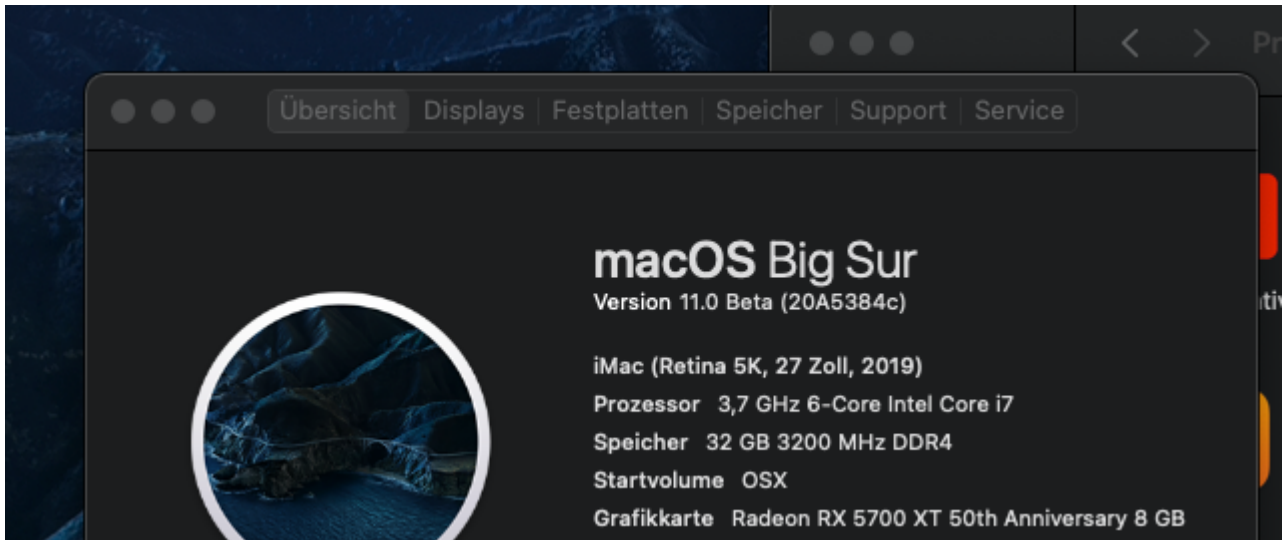 Pr
Übersicht Displays Festplatten Speicher Support Service
macOS Big Sur
Version 11.0 Beta (20A5384c)
iMac (Retina 5K, 27 Zoll, 2019)
Prozessor 3,7 GHz 6-Core Intel Core i7
Speicher 32 GB 3200 MHz DDR4
Startvolume OSX
Grafikkarte Radeon RX 5700 XT 50th Anniversary 8 GB